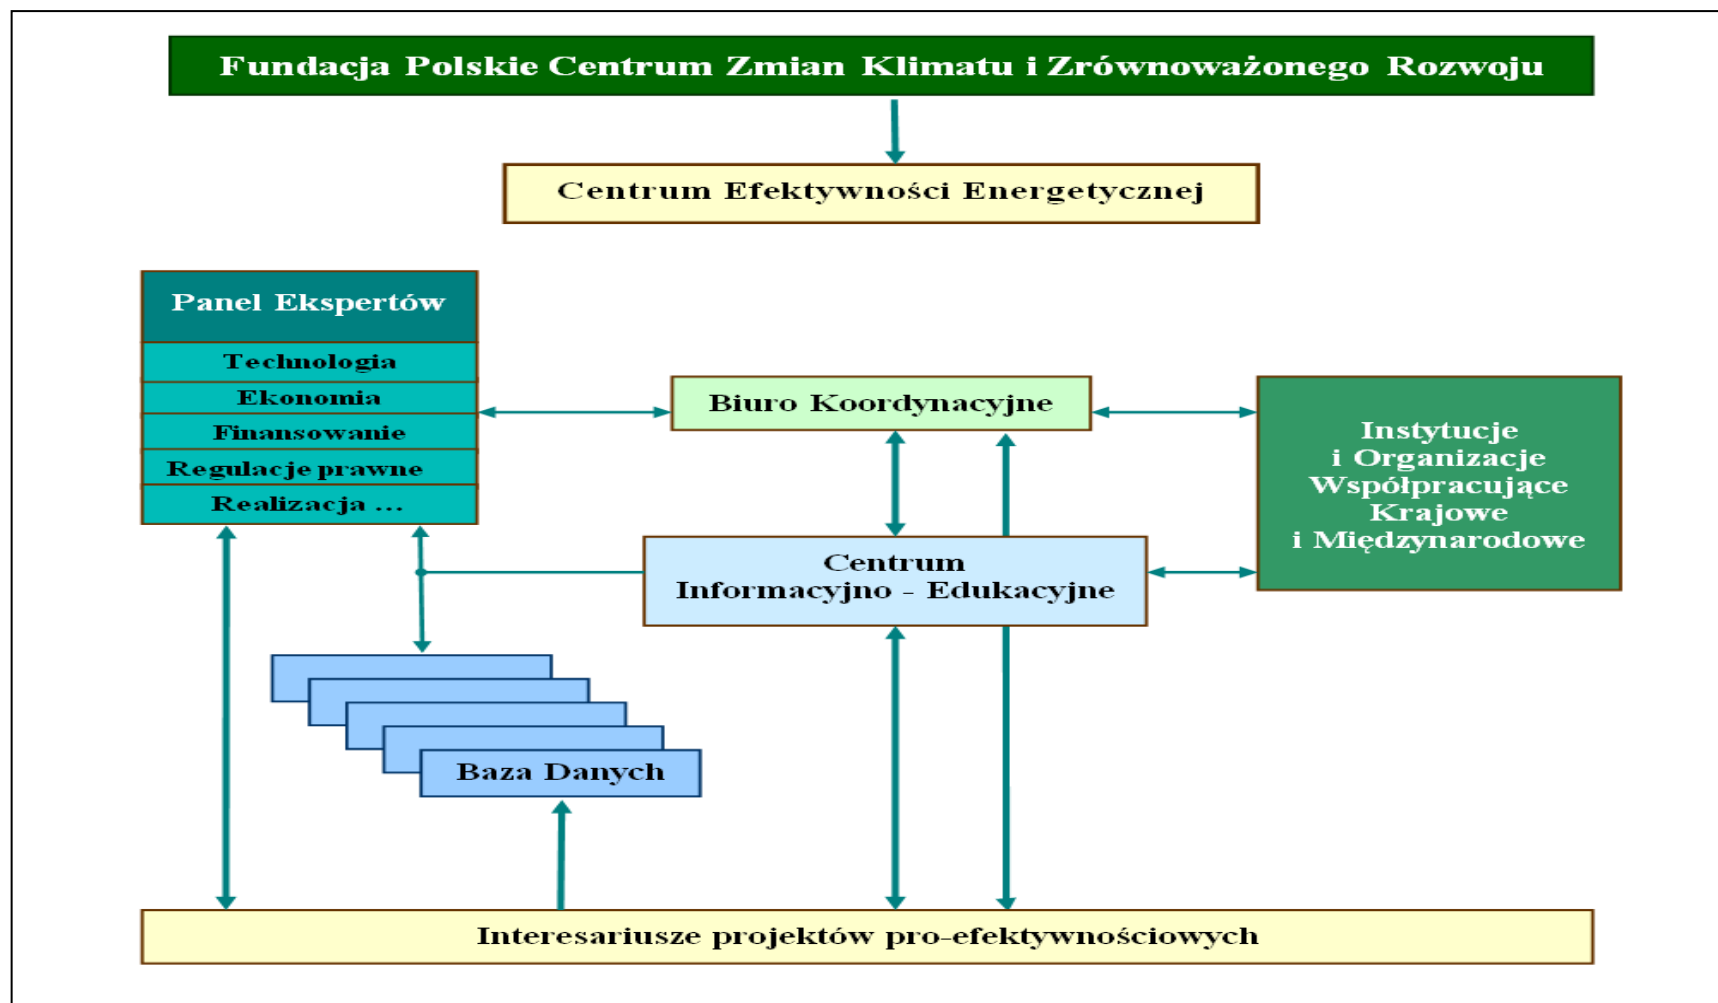 Fundacja Polskie Centrum Zmian Klimatu i Zrównoważonego Rozwoju
Centrum Efektywności Energetycznej
Panel Ekspertów
Technologia
Ekonomia
Finansowanie
Regulacje prawne
Realizacja ...
Biuro Koordynacyjne
Instytucje
i Organizacje
Współpracujące
Krajowe
i Międzynarodowe
Centrum
Informacyjno - Edukacyjne
Baza Danych
Interesariusze projektów pro-efektywnościowych